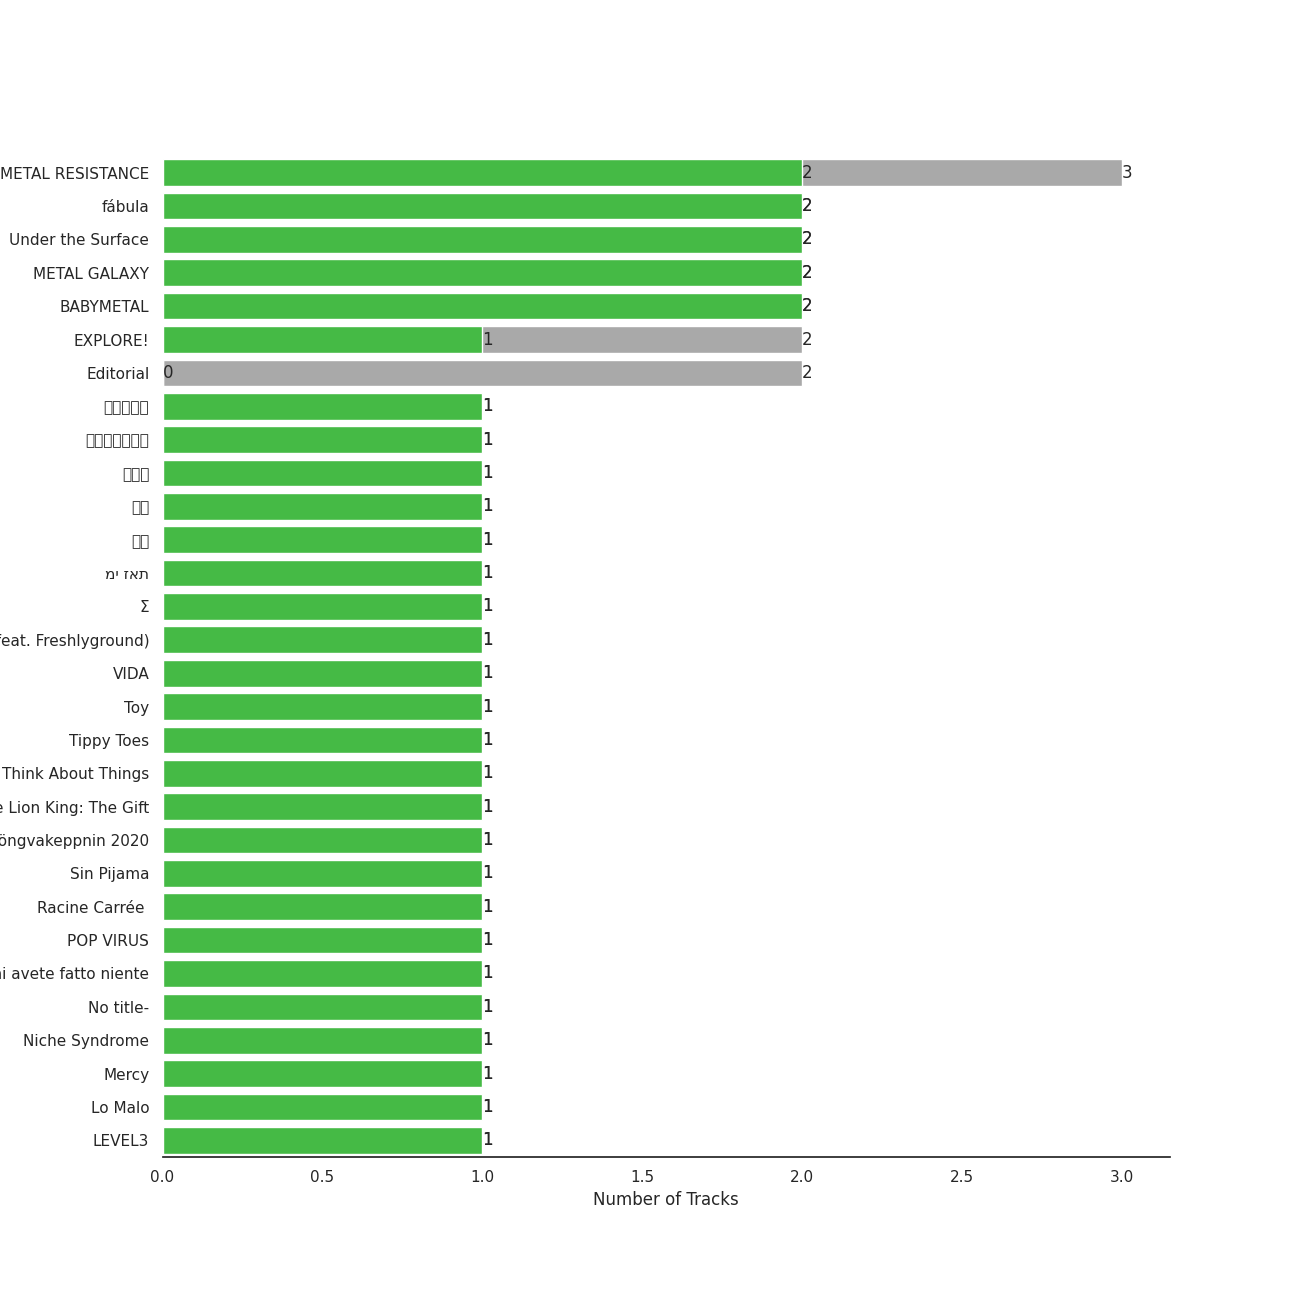 METAL RESISTANCE 2 3
fábula 2
Under the Surface 2
METAL GALAXY 2
BABYMETAL 2
EXPLORE! 1 2
Editorial 0 2
1
1
1
1
1
מי זאת 1
Σ 1
feat. Freshlyground) 1
VIDA 1
Toy 1
Tippy Toes 1
Think About Things 1
Lion King: The Gift 1
öngvakeppnin 2020 1
Sin Pijama 1
Racine Carrée 1
POP VIRUS 1
avete fatto niente 1
No title- 1
Niche Syndrome 1
Mercy 1
Lo Malo 1
LEVEL3 1
0.0 0.5 1.0 1.5 2.0 2.5 3.0
Number of Tracks